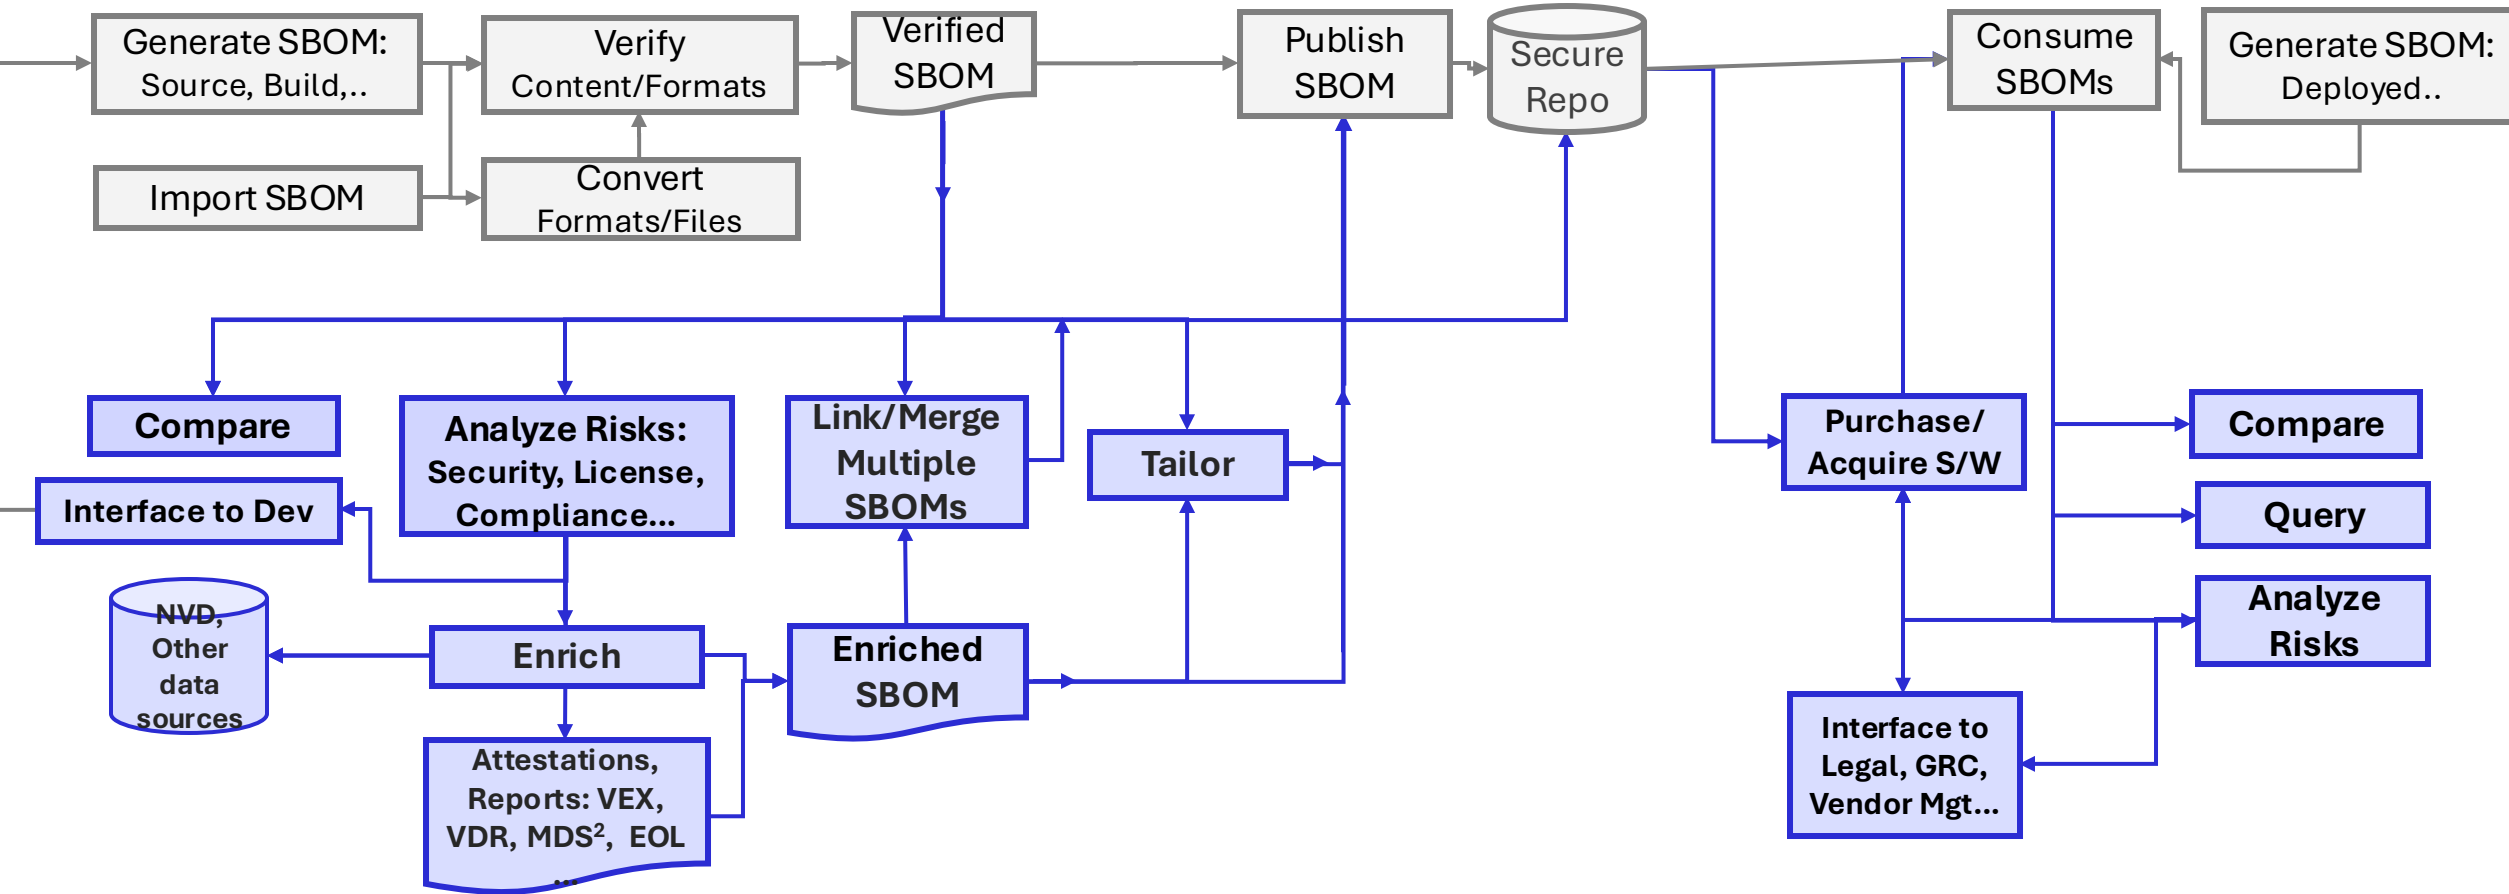 Generate SBOM:
Source, Build,..
Verify
Content/Formats
Verified
SBOM
Publish
SBOM
Secure
Repo
Consume
SBOMs
Generate SBOM:
Deployed..
Import SBOM
Convert
Formats/Files
Compare
Analyze Risks:
Security, License,
Compliance...
Link/Merge
Multiple
SBOMs
Tailor
Purchase/
Acquire S/W
Compare
Interface to Dev
Query
NVD,
Other
data
sources
Enrich
Enriched
SBOM
Analyze
Risks
Attestations,
Reports: VEX,
VDR, MDS², EOL
...
Interface to
Legal, GRC,
Vendor Mgt...